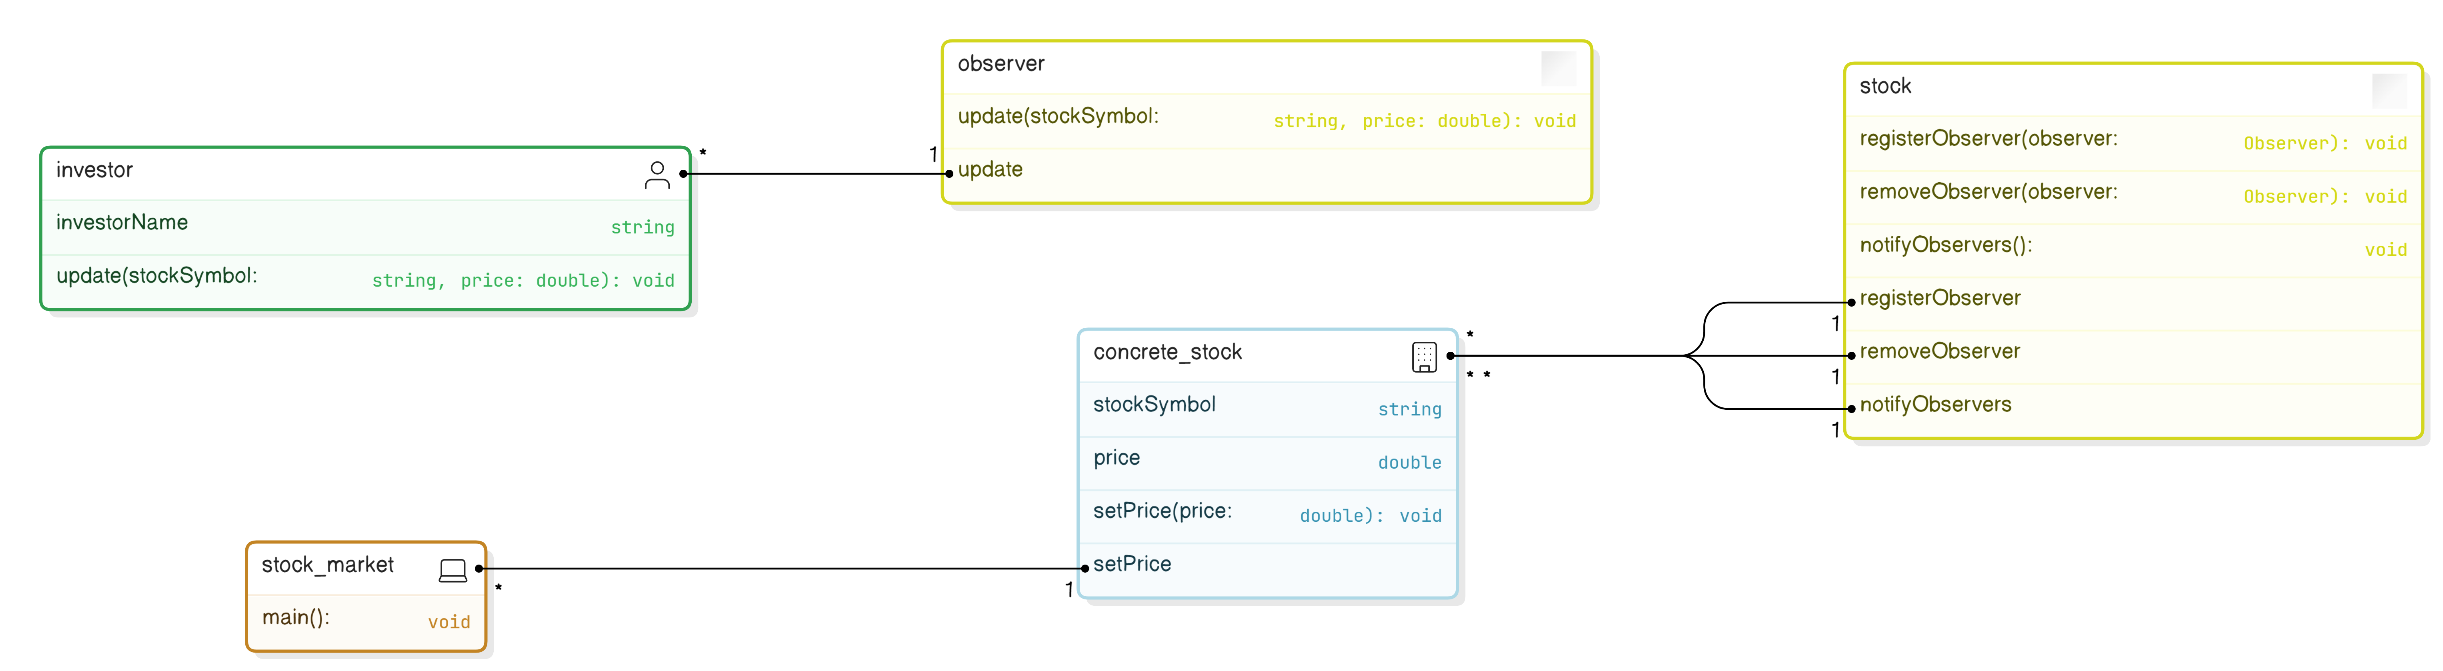 observer
update(stockSymbol: string, price: double): void
update
1
stock
registerObserver(observer: Observer): void
removeObserver(observer: Observer): void
notifyObservers(): void
registerObserver
removeObserver
notifyObservers
1
1
1
investor
investorName string
update(stockSymbol: string, price: double): void
*
concrete_stock
stockSymbol string
price double
setPrice(price: double): void
setPrice
*
* *
1
stock_market
main(): void
*